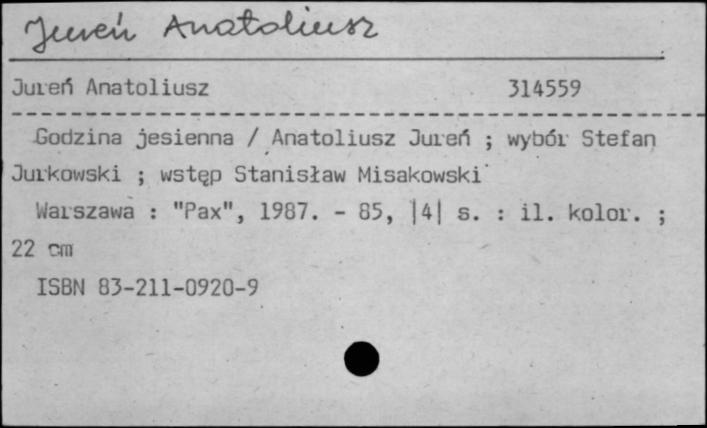 Jureń Anatoliusz
Jureń Anatoliusz 314559
Godzina jesienna / Anatoliusz Jureń ; wybór Stefan
Jurkowski ; wstęp Stanisław Misakowski
Warszawa : "Pax", 1987. - 85, |4| s. : il. kolor. ;
22 cm
ISBN 83-211-0920-9